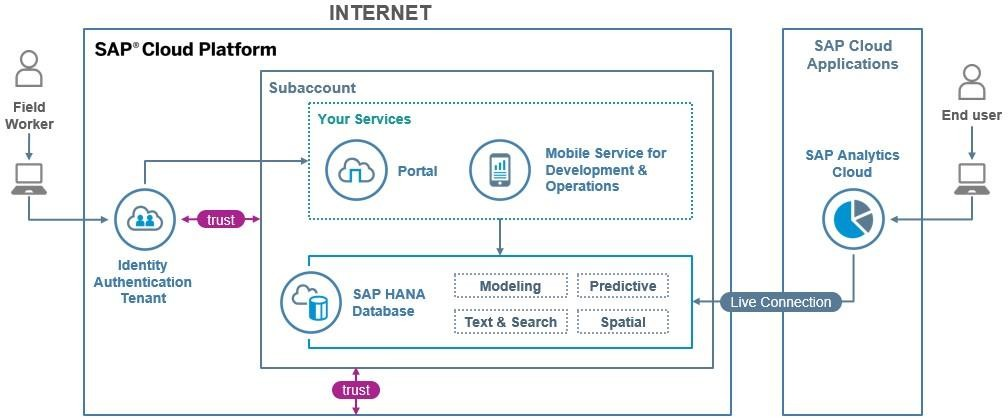 INTERNET
SAP® Cloud Platform
SAP Cloud
Applications
Subaccount
Your Services
Field
Worker
End user
Portal
Mobile Service for
Development &
Operations
SAP Analytics
Cloud
trust
Identity
Authentication
Tenant
SAP HANA
Database
Modeling
Predictive
Text & Search
Spatial
Live Connection
trust